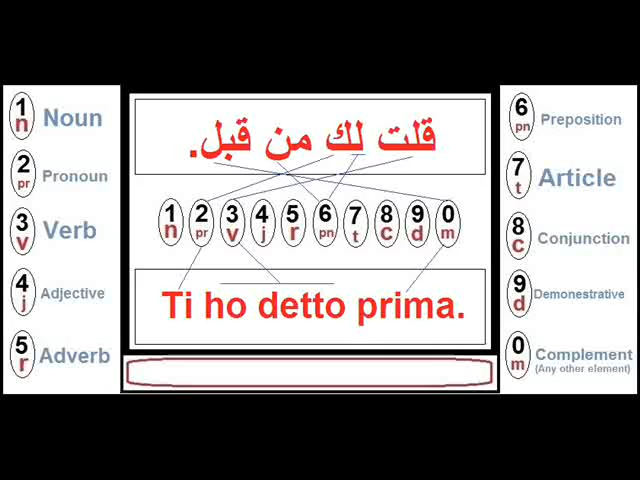 1
n
Noun
2
pr
Pronoun
3
v
Verb
4
j
Adjective
5
r
Adverb
قلت لك من قبل.
1 2 3 4 5 6 7 8 9 0
n pr v j r pn t c d m
Ti ho detto prima.
6
pn
Preposition
7
t
Article
8
c
Conjunction
9
d
Demonestrative
0
m
Complement
(Any other element)